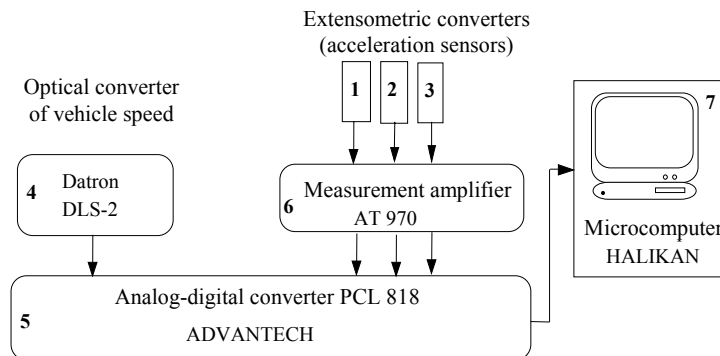 Extensometric converters
(acceleration sensors)
Optical converter
of vehicle speed
1
2
3
7
4
Datron
DLS-2
6
Measurement amplifier
AT 970
Microcomputer
HALIKAN
5
Analog-digital converter PCL 818
ADVANTECH